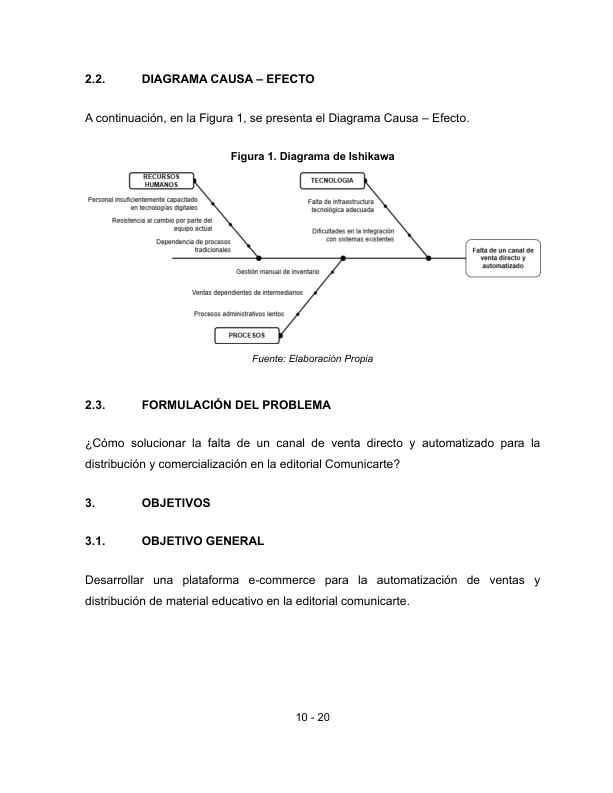 2.2. DIAGRAMA CAUSA – EFECTO
A continuación, en la Figura 1, se presenta el Diagrama Causa – Efecto.
Figura 1. Diagrama de Ishikawa
RECURSOS
HUMANOS
Personal insuficientemente capacitado
en tecnologías digitales
Resistencia al cambio por parte del
equipo actual
Dependencia de procesos
tradicionales
TECNOLOGIA
Falta de infraestructura
tecnológica adecuada
Dificultades en la integración
con sistemas existentes
Falta de un canal de
venta directo y
automatizado
Gestión manual de inventario
Ventas dependientes de intermediarios
Procesos administrativos lentos
PROCESOS
Fuente: Elaboración Propia
2.3. FORMULACIÓN DEL PROBLEMA
¿Cómo solucionar la falta de un canal de venta directo y automatizado para la
distribución y comercialización en la editorial Comunicarte?
3. OBJETIVOS
3.1. OBJETIVO GENERAL
Desarrollar una plataforma e-commerce para la automatización de ventas y
distribución de material educativo en la editorial comunicarte.
10 - 20